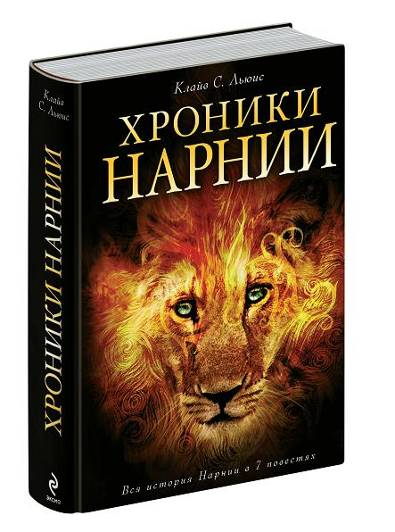 Клайв С. Льюис
ХРОНИКИ
НАРНИИ
Вся история Нарнии в 7 повестях
Клайв
С. Льюис
ХРОНИКИ НАРНИИ
ЭКСМО